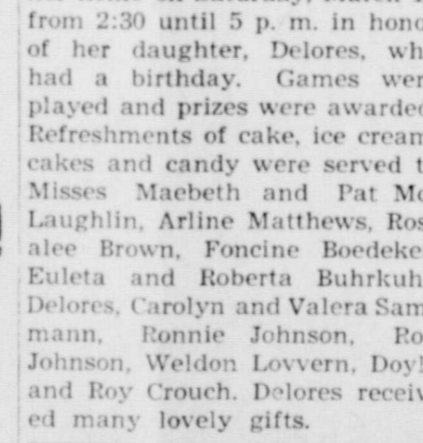 from 2:30 until 5 p. m. in hono
of her daughter, Delores, wh
had a birthday. Games wer
played and prizes were awarded
Refreshments of cake, ice cream
cakes and candy were served t
Misses Maebeth and Pat Mc
Laughlin, Arline Matthews, Ros
alee Brown, Foncine Boedeke
Euleta and Roberta Buhrkuh
Delores, Carolyn and Valera Sam
mann, Ronnie Johnson, Ro
Johnson, Weldon Lovvern, Doyl
and Roy Crouch. Delores receiv
ed many lovely gifts.